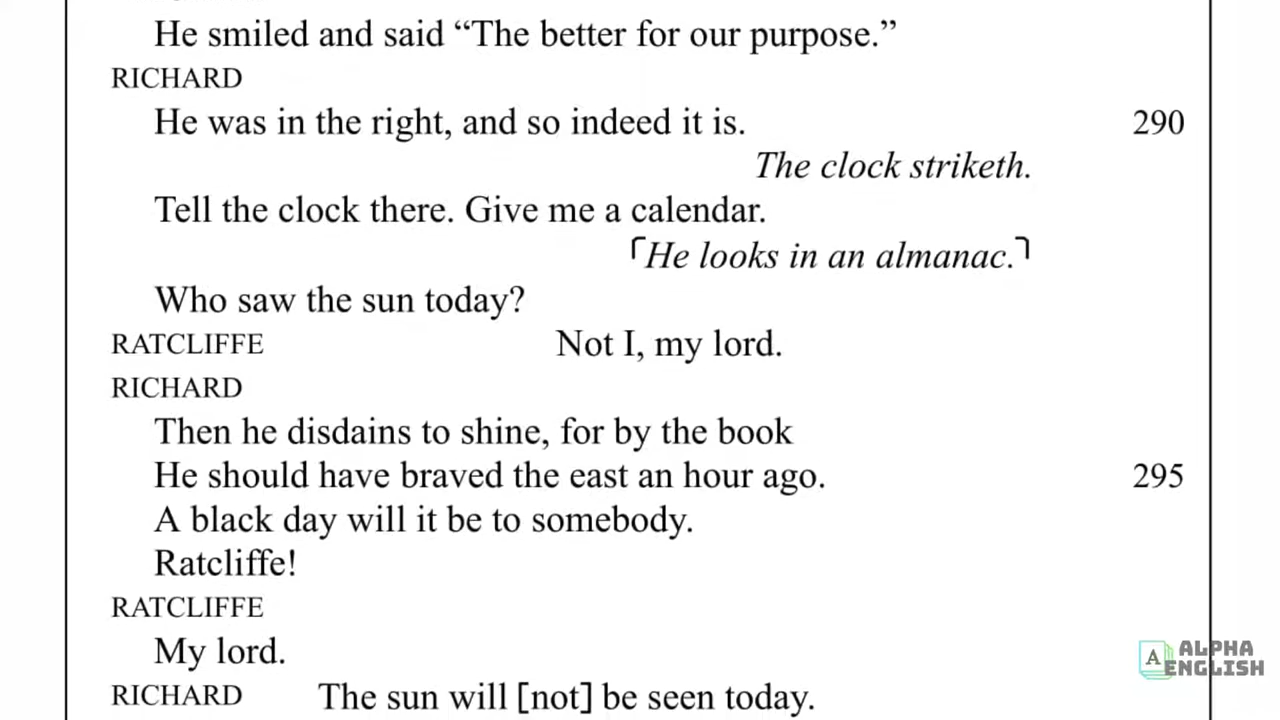 He smiled and said “The better for our purpose.”
RICHARD
He was in the right, and so indeed it is. 290
The clock striketh.
Tell the clock there. Give me a calendar.
⌜He looks in an almanac.⌝
Who saw the sun today?
RATCLIFFE Not I, my lord.
RICHARD
Then he disdains to shine, for by the book
He should have braved the east an hour ago. 295
A black day will it be to somebody.
Ratcliffe!
RATCLIFFE
My lord.
RICHARD The sun will [not] be seen today.
A ALPHA
ENGLISH